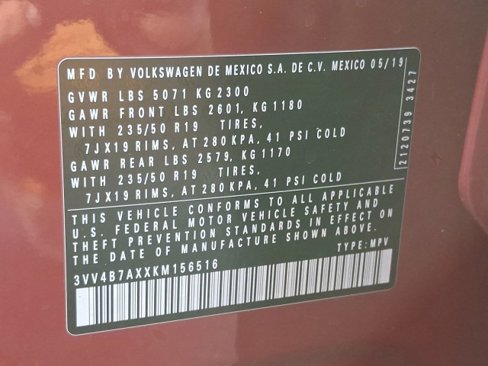 MFD BY VOLKSWAGEN DE MEXICO S.A. DE C.V. MEXICO 05/19
GVWR LBS 5071 KG 2300
GAWR FRONT LBS 2601, KG 1180
WITH 235/50 R19 TIRES,
7JX19 RIMS, AT 280 KPA, 41 PSI COLD
GAWR REAR LBS 2579, KG 1170
WITH 235/50 R19 TIRES,
7JX19 RIMS, AT 280 KPA, 41 PSI COLD
THIS VEHICLE CONFORMS TO ALL APPLICABLE
U.S. FEDERAL MOTOR VEHICLE SAFETY AND
THEFT PREVENTION STANDARDS IN EFFECT ON
THE DATE OF MANUFACTURE SHOWN ABOVE.
3VV4B7AXXKM156516 TYPE: MPV
2120739 3427